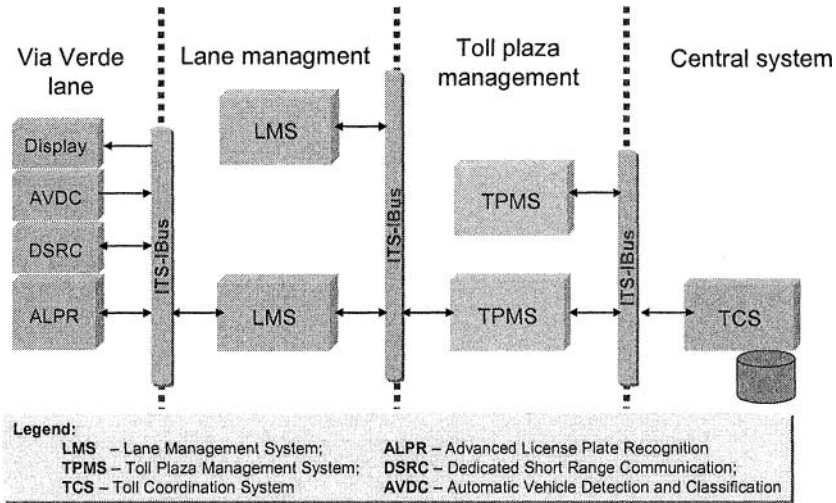 Via Verde
lane
Lane managment
Toll plaza
management
Central system
Display
AVDC
DSRC
ALPR
ITS-IBus
LMS
LMS
ITS-IBus
TPMS
TPMS
ITS-IBus
TCS
Legend:
LMS – Lane Management System;
TPMS – Toll Plaza Management System;
TCS – Toll Coordination System
ALPR – Advanced License Plate Recognition
DSRC – Dedicated Short Range Communication;
AVDC – Automatic Vehicle Detection and Classification